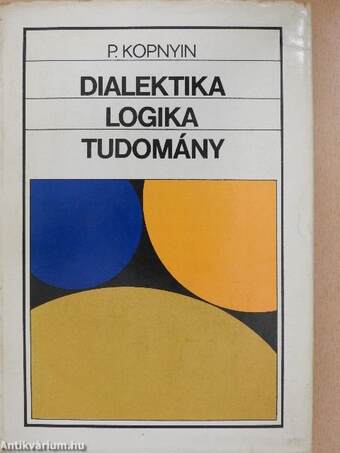 P. KOPNYIN
DIALEKTIKA
LOGIKA
TUDOMÁNY
Antikvarium.hu